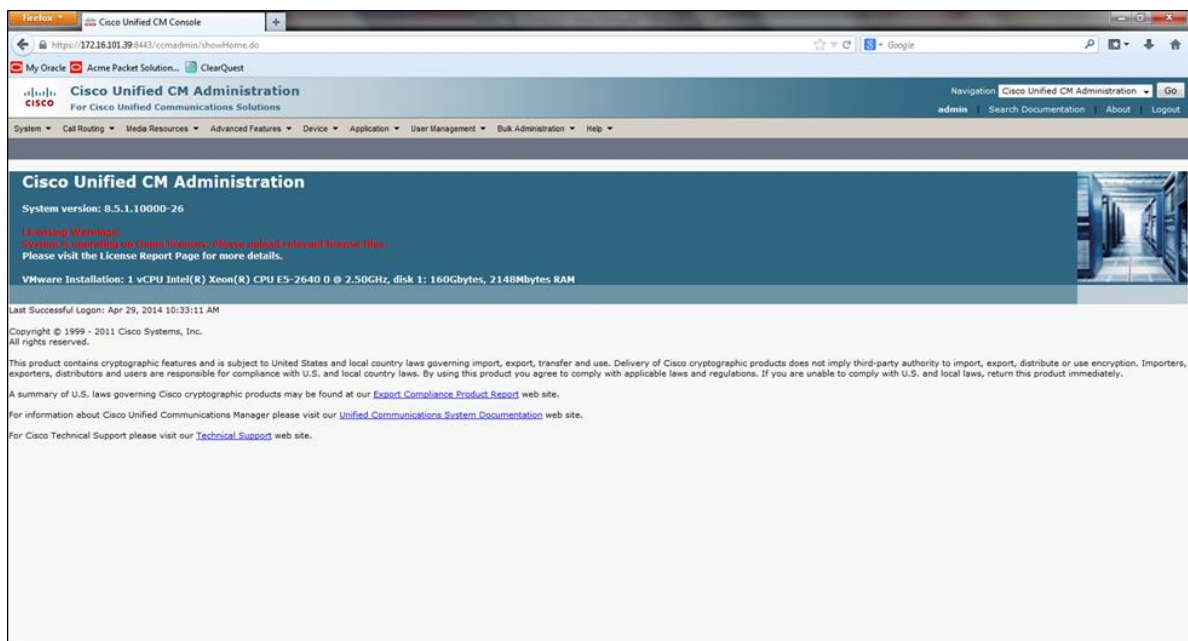 Firefox
Cisco Unified CM Console
+
https://172.16.101.39:8443/ccmadmin/showHome.do
Google
My Oracle
Acme Packet Solution...
ClearQuest
cisco
Cisco Unified CM Administration
For Cisco Unified Communications Solutions
Navigation Cisco Unified CM Administration Go
admin | Search Documentation | About | Logout
System Call Routing Media Resources Advanced Features Device Application User Management Bulk Administration Help
Cisco Unified CM Administration
System version: 8.5.1.10000-26
Licensing Warnings:
System is operating on Demo licenses. Please upload relevant license files.
Please visit the License Report Page for more details.
VMware Installation: 1 vCPU Intel(R) Xeon(R) CPU E5-2640 0 @ 2.50GHz, disk 1: 160Gbytes, 2148Mbytes RAM
Last Successful Logon: Apr 29, 2014 10:33:11 AM
Copyright © 1999 - 2011 Cisco Systems, Inc.
All rights reserved.
This product contains cryptographic features and is subject to United States and local country laws governing import, export, transfer and use. Delivery of Cisco cryptographic products does not imply third-party authority to import, export, distribute or use encryption. Importers,
exporters, distributors and users are responsible for compliance with U.S. and local country laws. By using this product you agree to comply with applicable laws and regulations. If you are unable to comply with U.S. and local laws, return this product immediately.
A summary of U.S. laws governing Cisco cryptographic products may be found at our Export Compliance Product Report web site.
For information about Cisco Unified Communications Manager please visit our Unified Communications System Documentation web site.
For Cisco Technical Support please visit our Technical Support web site.